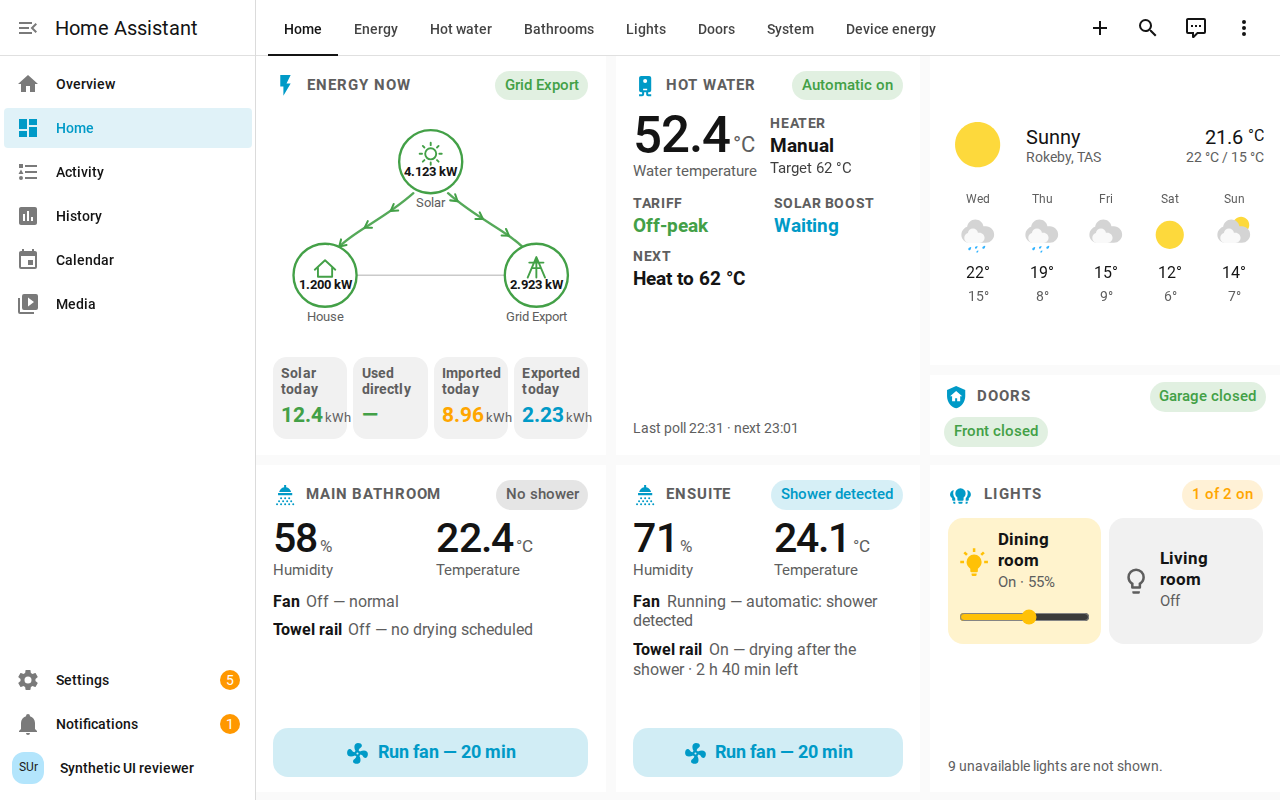 Home Assistant
Overview
Home
Activity
History
Calendar
Media
Settings 5
Notifications 1
SUr Synthetic UI reviewer
Home Energy Hot water Bathrooms Lights Doors System Device energy
ENERGY NOW Grid Export
4.123 kW
Solar
1.200 kW
House
2.923 kW
Grid Export
Solar today
12.4 kWh
Used directly
—
Imported today
8.96 kWh
Exported today
2.23 kWh
HOT WATER Automatic on
52.4 °C
Water temperature
HEATER
Manual
Target 62 °C
TARIFF
Off-peak
SOLAR BOOST
Waiting
NEXT
Heat to 62 °C
Last poll 22:31 · next 23:01
Sunny
Rokeby, TAS
21.6 °C
22 °C / 15 °C
Wed Thu Fri Sat Sun
22° 19° 15° 12° 14°
15° 8° 9° 6° 7°
DOORS Garage closed
Front closed
MAIN BATHROOM No shower
58 %
Humidity
22.4 °C
Temperature
Fan Off — normal
Towel rail Off — no drying scheduled
Run fan — 20 min
ENSUITE Shower detected
71 %
Humidity
24.1 °C
Temperature
Fan Running — automatic: shower
detected
Towel rail On — drying after the
shower · 2 h 40 min left
Run fan — 20 min
LIGHTS 1 of 2 on
Dining
room
On · 55%
Living
room
Off
9 unavailable lights are not shown.